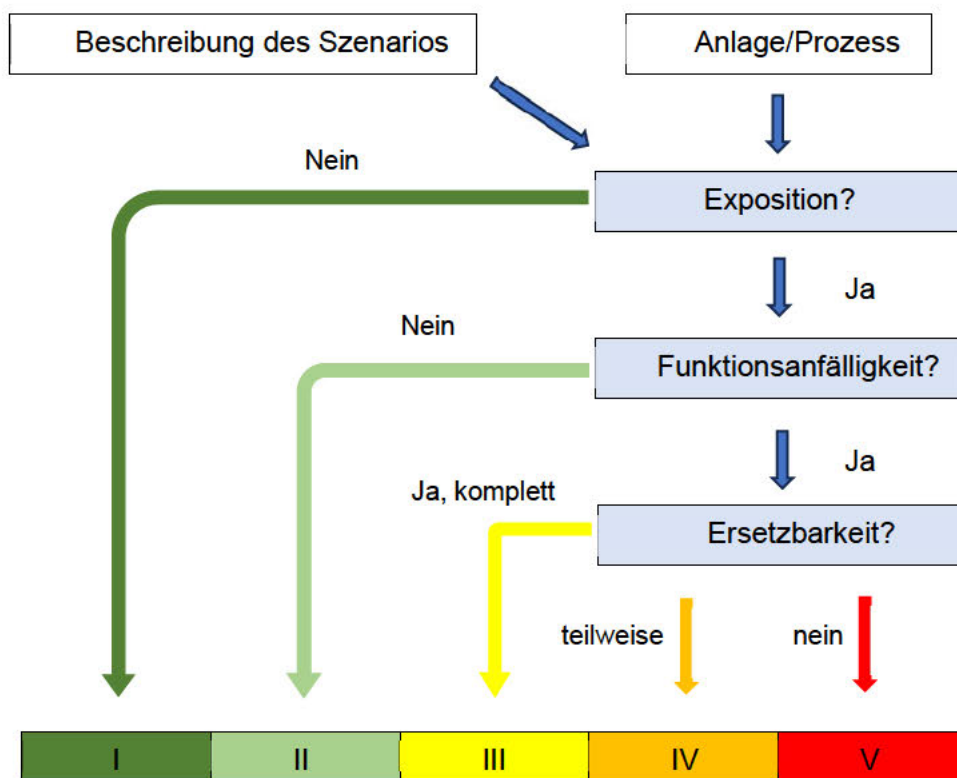 Beschreibung des Szenarios
Anlage/Prozess
Nein
Exposition?
Ja
Nein
Funktionsanfälligkeit?
Ja
Ja, komplett
Ersetzbarkeit?
teilweise
nein
I
II
III
IV
V